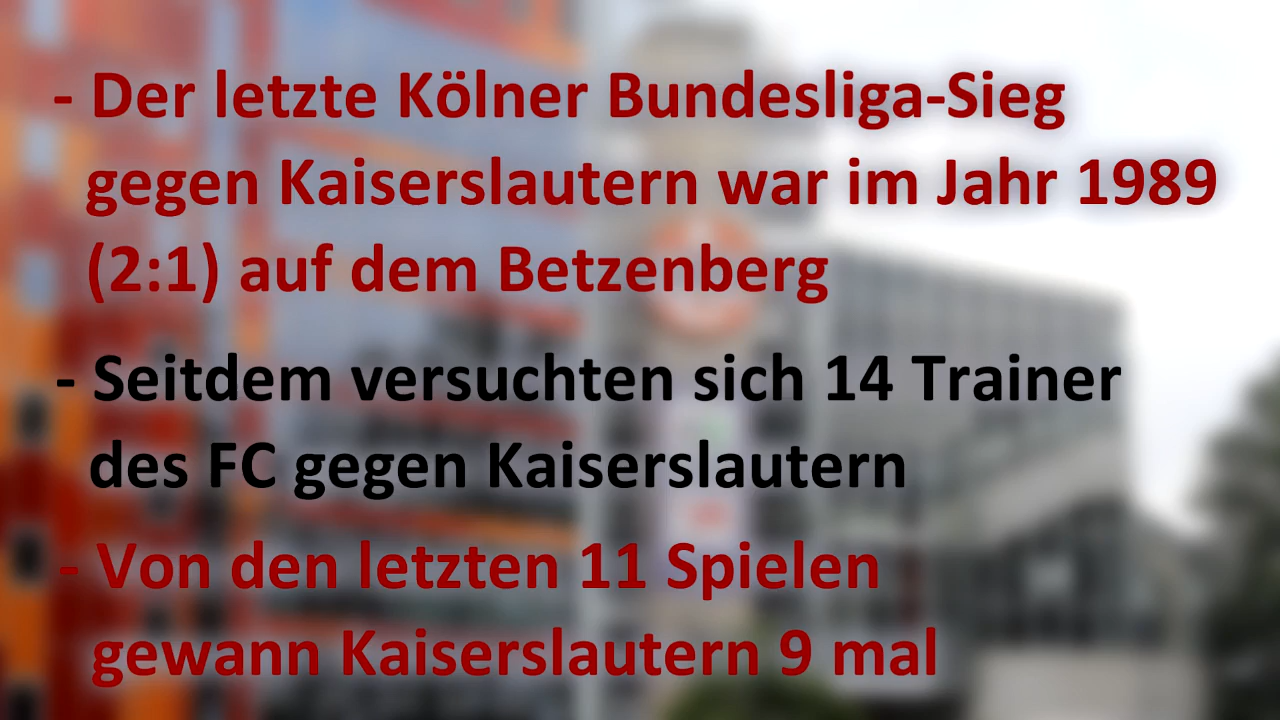 - Der letzte Kölner Bundesliga-Sieg
gegen Kaiserslautern war im Jahr 1989
(2:1) auf dem Betzenberg
- Seitdem versuchten sich 14 Trainer
des FC gegen Kaiserslautern
- Von den letzten 11 Spielen
gewann Kaiserslautern 9 mal